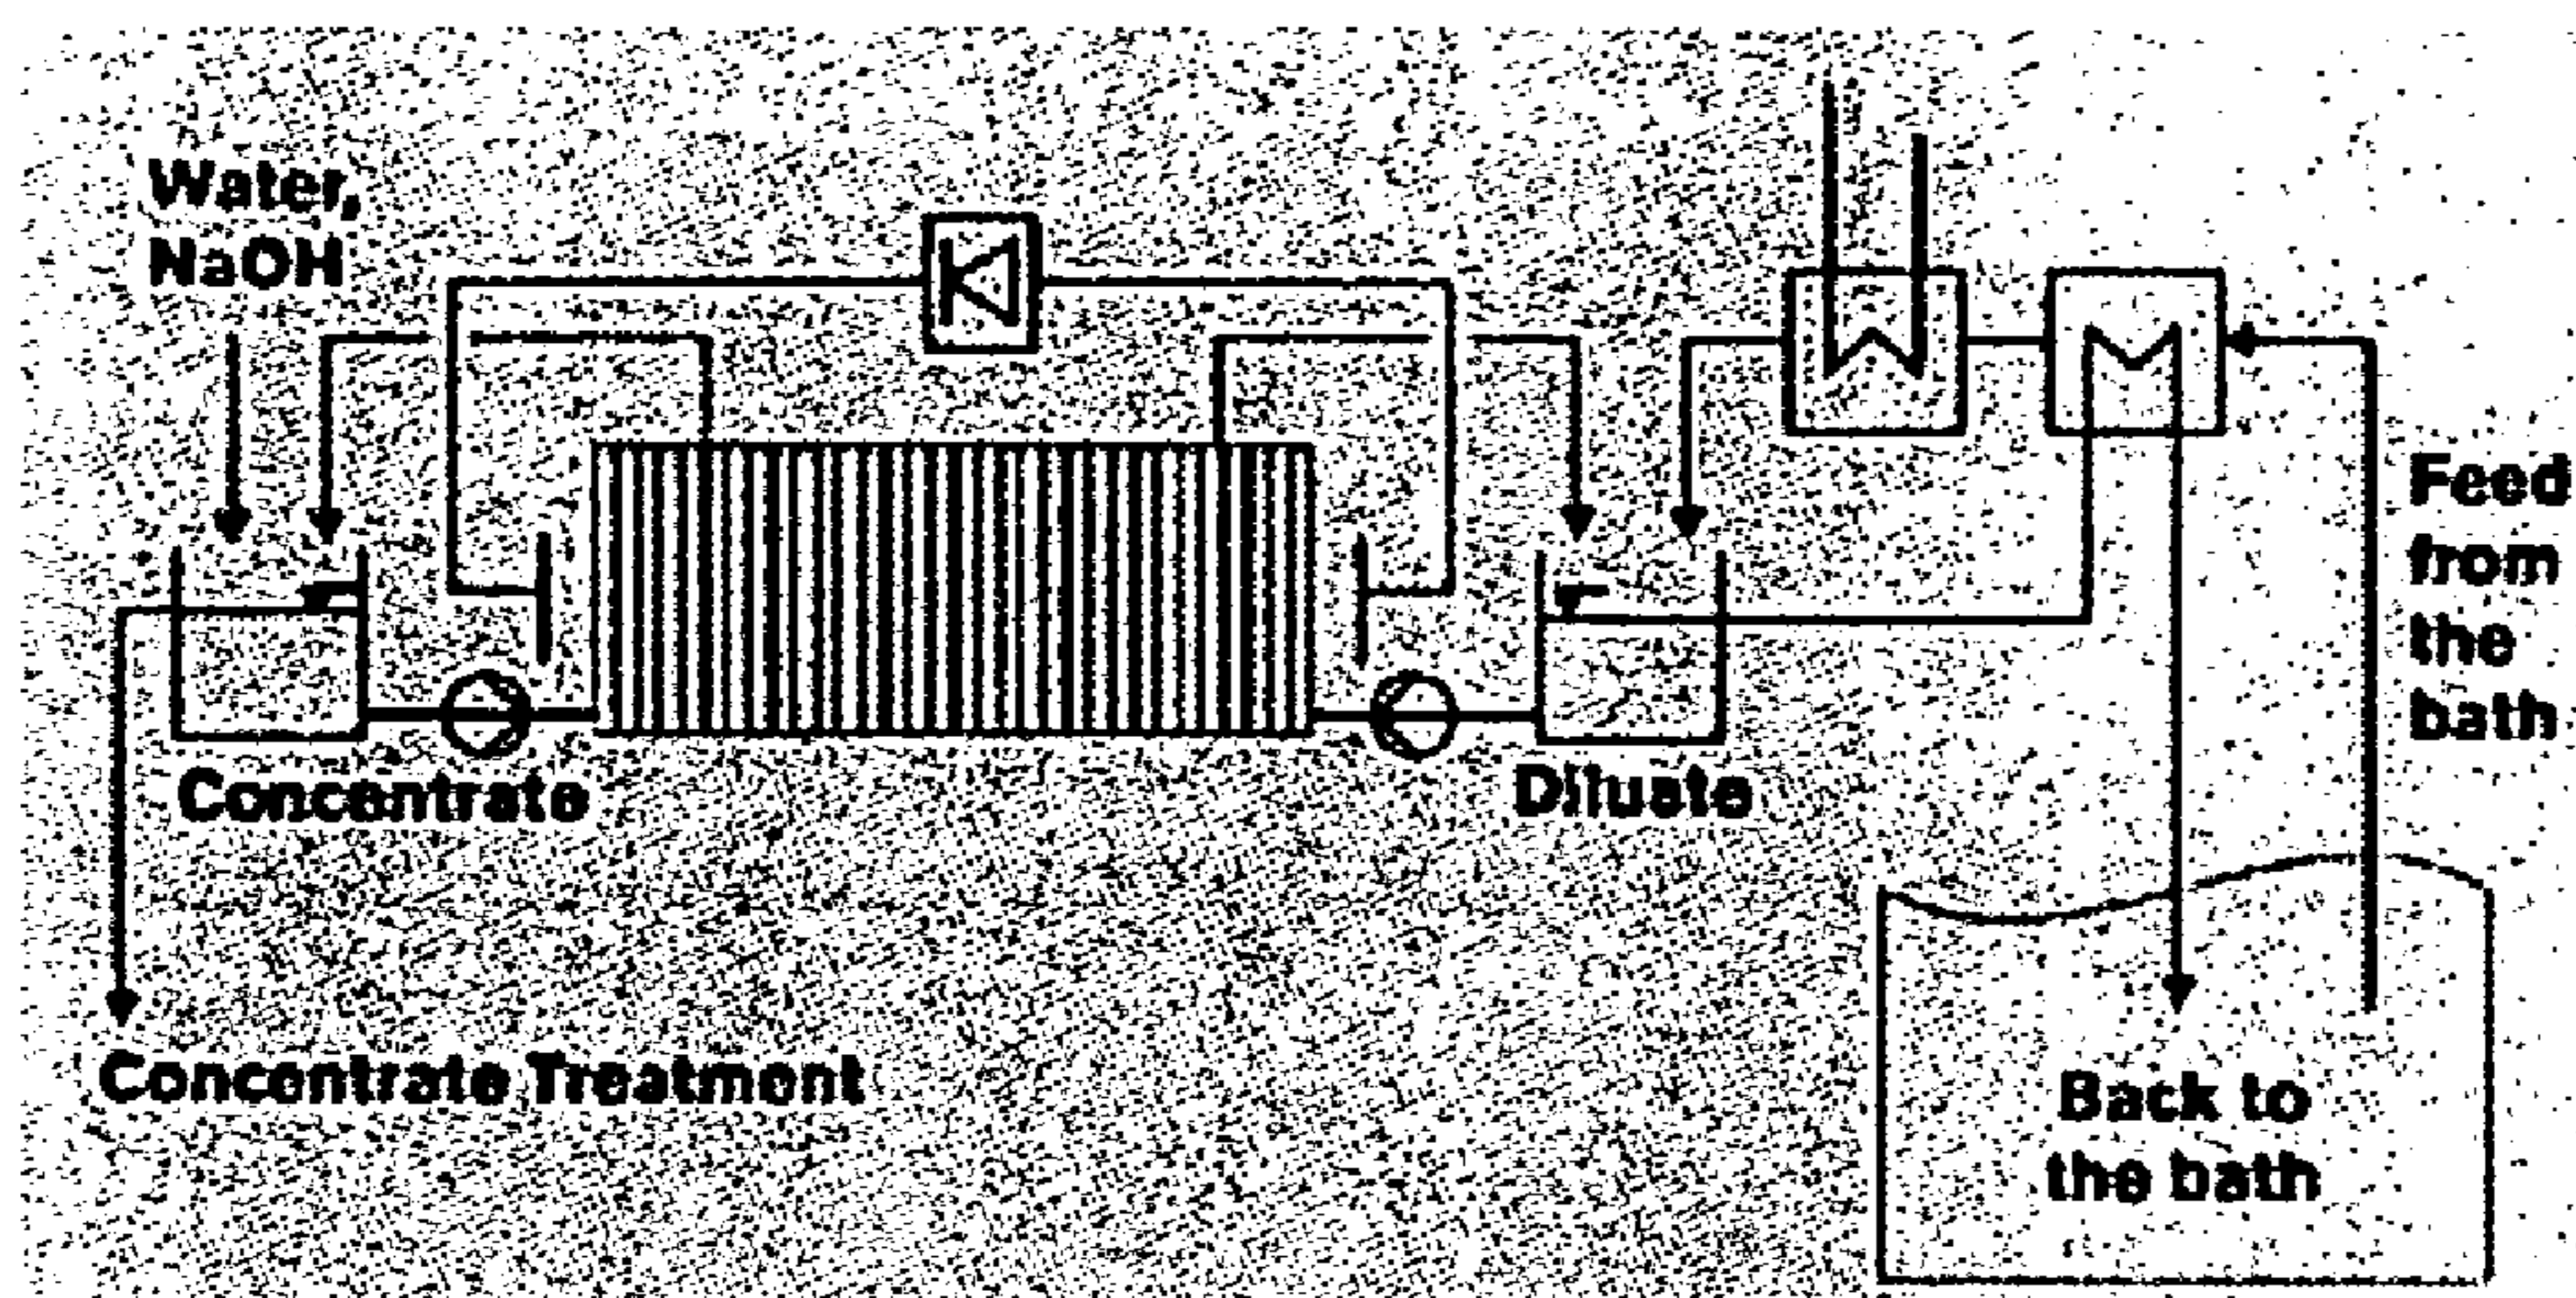 Water,
NaOH
Feed
from
the
bath
Concentrate
Diluate
Concentrate Treatment
Back to
the bath